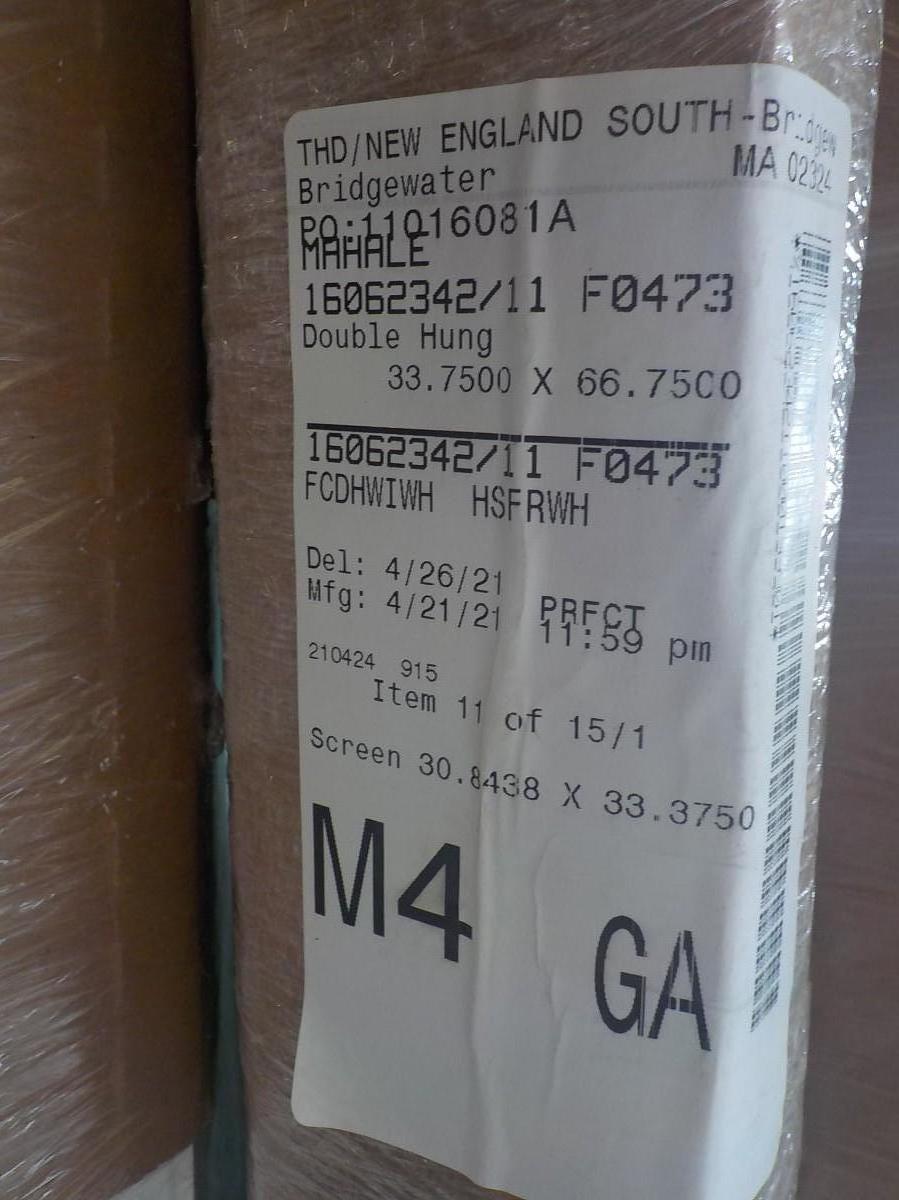 THD/NEW ENGLAND SOUTH-Bridgew
Bridgewater MA 02324
PO:11016081A
MAHALE
16062342/11 F0473
Double Hung
33.7500 X 66.7500
16062342/11 F0473
FCDHWIWH HSFRWH
Del: 4/26/21
Mfg: 4/21/21 PRFCT
11:59 pm
210424 915
Item 11 of 15/1
Screen 30.8438 X 33.3750
M4
GA